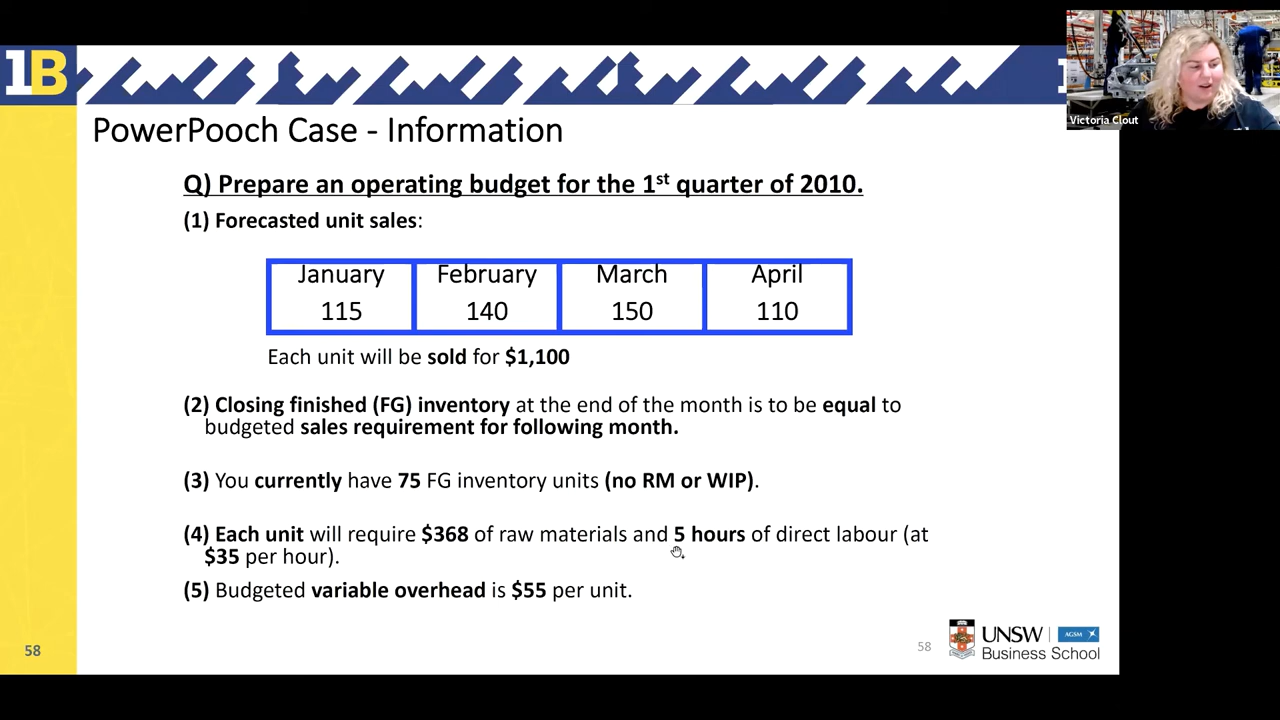 1B
Victoria Clout
PowerPooch Case - Information
Q) Prepare an operating budget for the 1st quarter of 2010.
(1) Forecasted unit sales:
January February March April
115 140 150 110
Each unit will be sold for $1,100
(2) Closing finished (FG) inventory at the end of the month is to be equal to
budgeted sales requirement for following month.
(3) You currently have 75 FG inventory units (no RM or WIP).
(4) Each unit will require $368 of raw materials and 5 hours of direct labour (at
$35 per hour).
(5) Budgeted variable overhead is $55 per unit.
58
58
UNSW AGSM
Business School